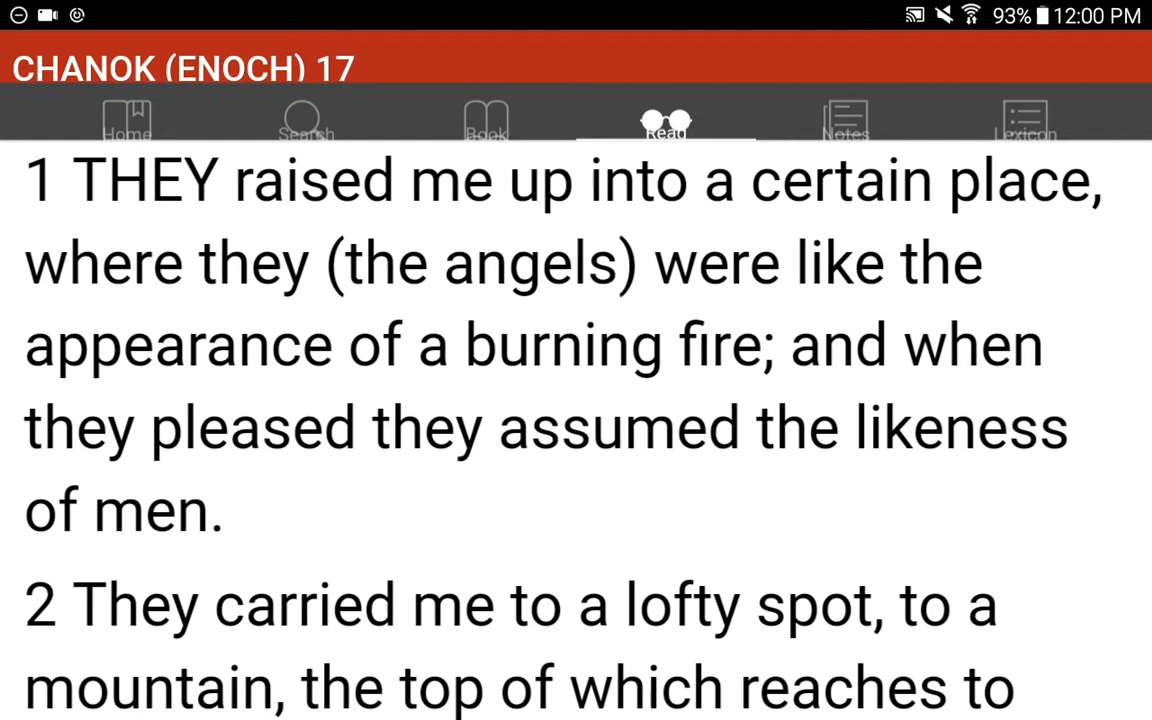 93% 12:00 PM
CHANOK (ENOCH) 17
Home Search Book Read Notes Lexicon
1 THEY raised me up into a certain place,
where they (the angels) were like the
appearance of a burning fire; and when
they pleased they assumed the likeness
of men.
2 They carried me to a lofty spot, to a
mountain, the top of which reaches to